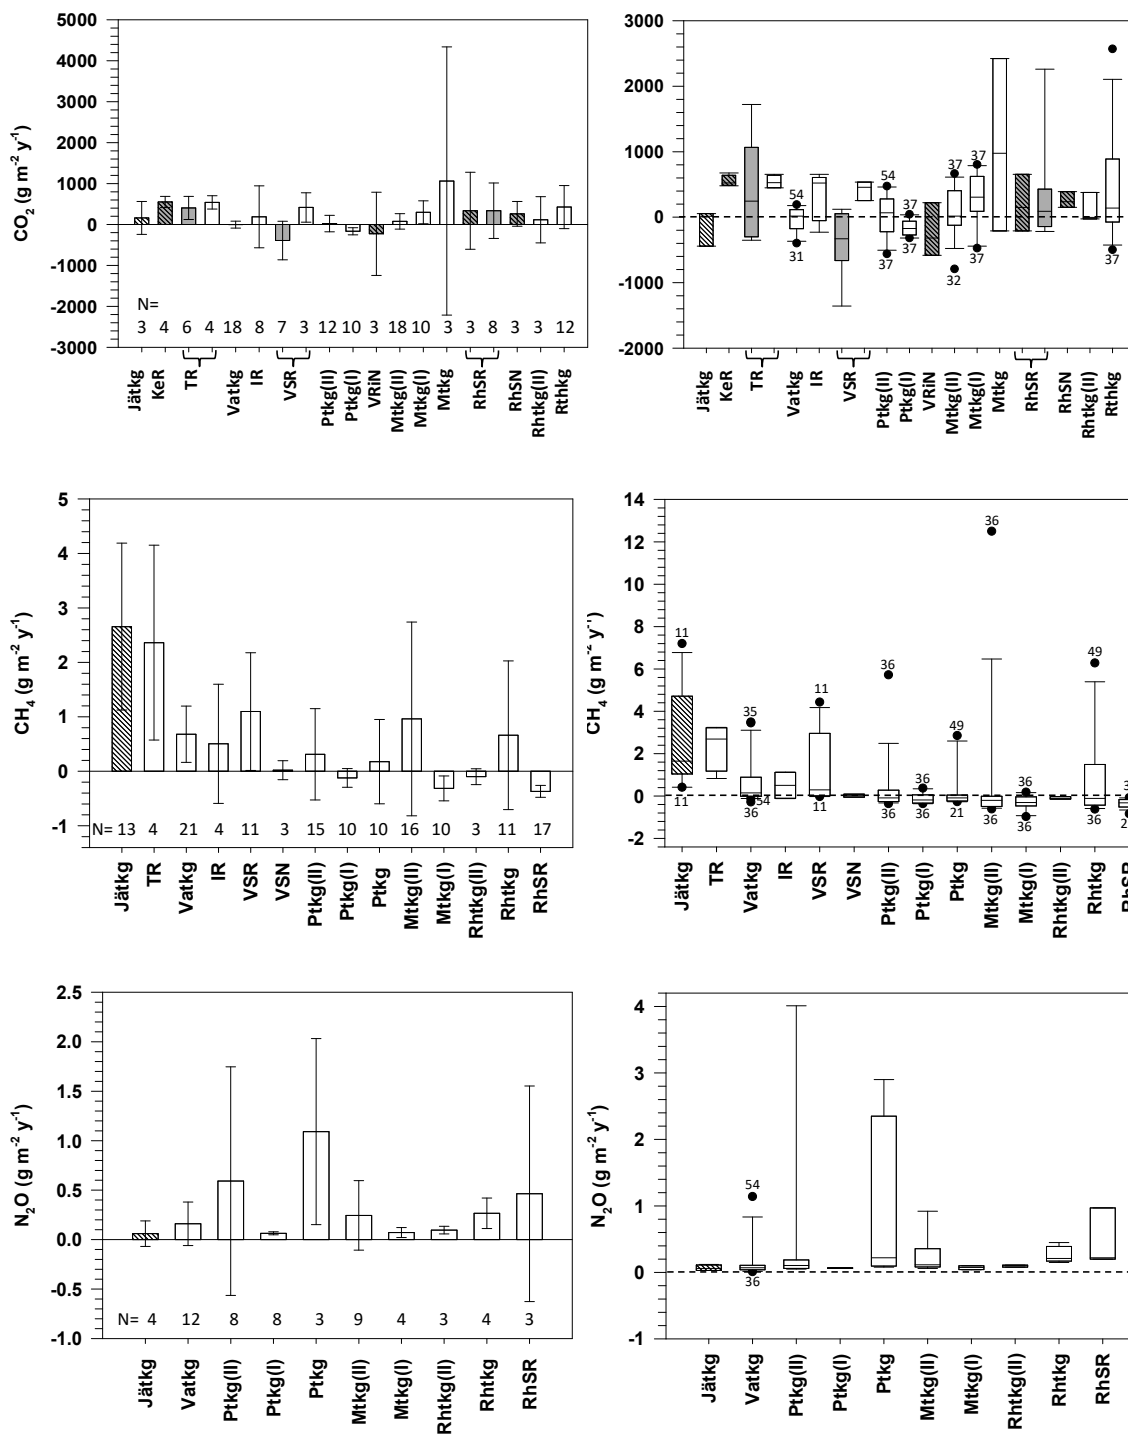 CO2 (g m-2 y-1)
5000
4000
3000
2000
1000
0
-1000
-2000
-3000
N=
3 4 6 4 18 8 7 3 12 10 3 18 10 3 3 8 3 3 12
Jätkg KeR TR Vatkg IR VSR Ptkg(II) Ptkg(I) VRiN Mtkg(II) Mtkg(I) Mtkg RhSR RhSN Rhtkg(II) Rthkg
3000
2000
1000
0
-1000
-2000
54 31 54 37 37 37 37 32 37 37 37
Jätkg KeR TR Vatkg IR VSR Ptkg(II) Ptkg(I) VRiN Mtkg(II) Mtkg(I) Mtkg RhSR RhSN Rhtkg(II) Rthkg
CH4 (g m-2 y-1)
5
4
3
2
1
0
-1
N= 13 4 21 4 11 3 15 10 10 16 10 3 11 17
Jätkg TR Vatkg IR VSR VSN Ptkg(II) Ptkg(I) Ptkg Mtkg(II) Mtkg(I) Rhtkg(II) Rhtkg RhSR
CH4 (g m-2 y-1)
14
12
10
8
6
4
2
0
-2
11 11 35 36 54 11 11 36 36 36 36 49 21 36 36 36 36 49 36 3 2
Jätkg TR Vatkg IR VSR VSN Ptkg(II) Ptkg(I) Ptkg Mtkg(II) Mtkg(I) Rhtkg(II) Rhtkg RhSR
N2O (g m-2 y-1)
2.5
2.0
1.5
1.0
0.5
0.0
-0.5
-1.0
N= 4 12 8 8 3 9 4 3 4 3
Jätkg Vatkg Ptkg(II) Ptkg(I) Ptkg Mtkg(II) Mtkg(I) Rhtkg(II) Rhtkg RhSR
N2O (g m-2 y-1)
4
3
2
1
0
-1
54 36
Jätkg Vatkg Ptkg(II) Ptkg(I) Ptkg Mtkg(II) Mtkg(I) Rhtkg(II) Rhtkg RhSR